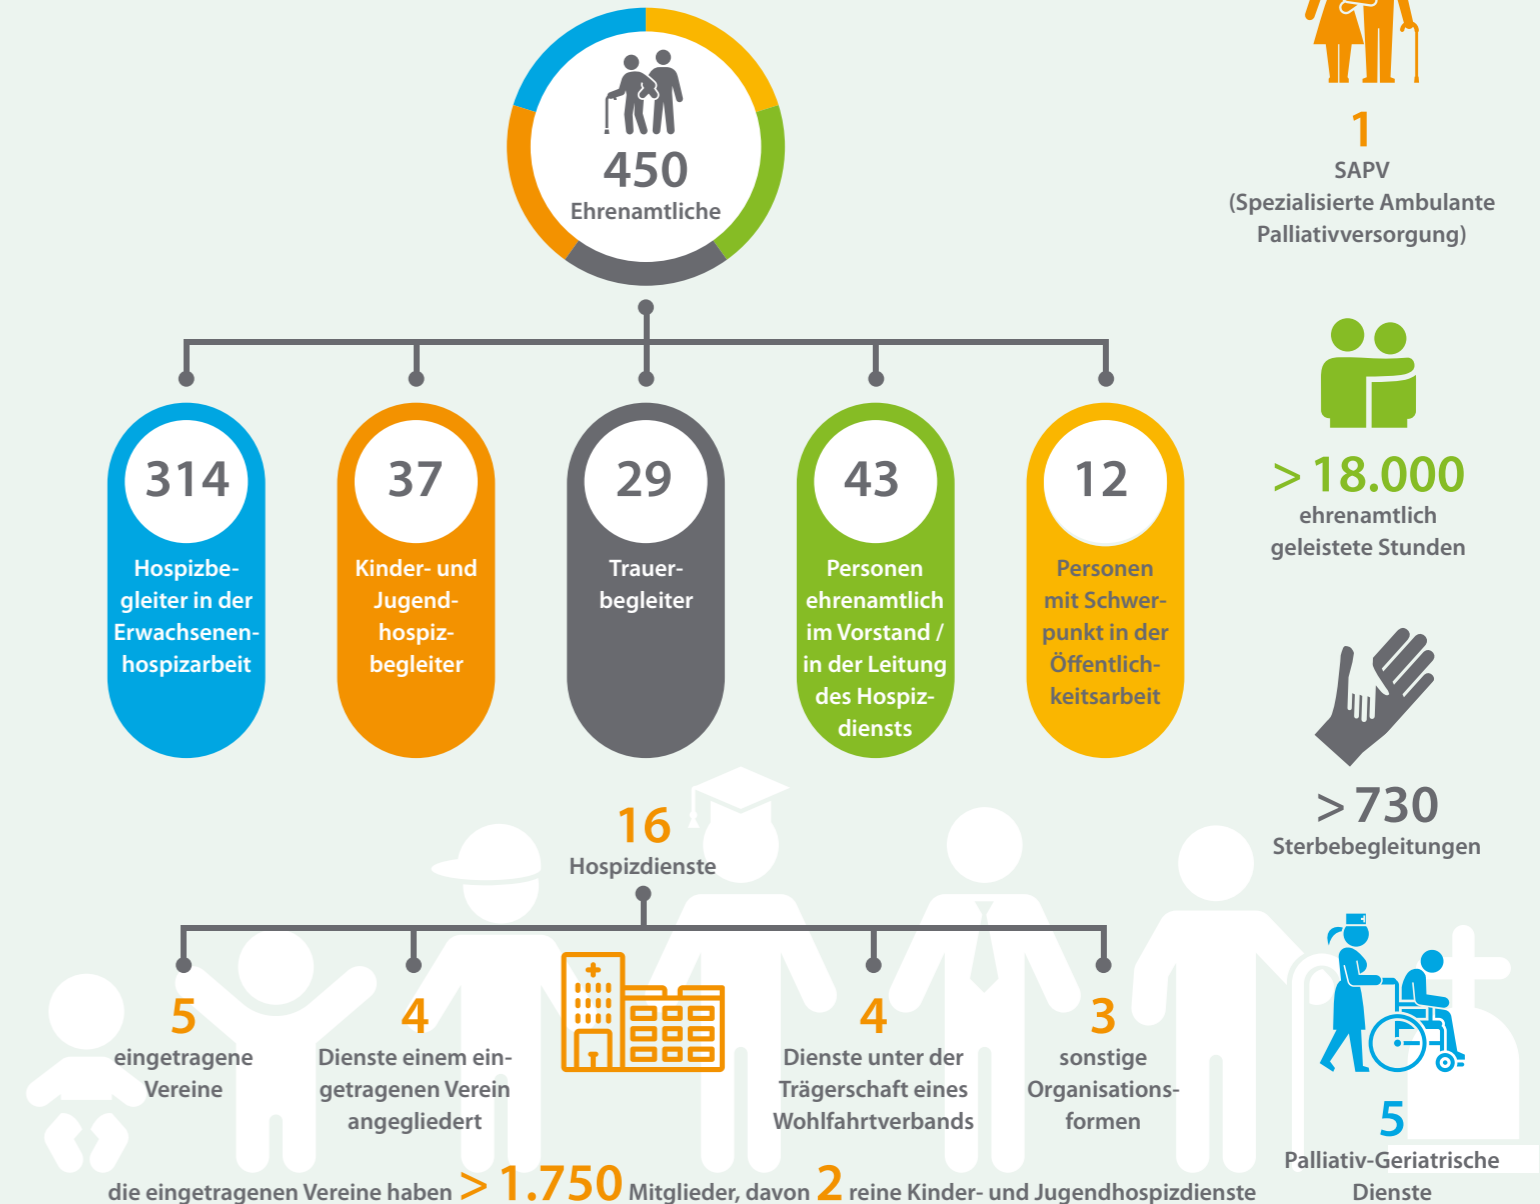 450
Ehrenamtliche
314
Hospizbe-
gleiter in der
Erwachsenen-
hospizarbeit
37
Kinder- und
Jugend-
hospiz-
begleiter
29
Trauer-
begleiter
43
Personen
ehrenamtlich
im Vorstand /
in der Leitung
des Hospiz-
diensts
12
Personen
mit Schwer-
punkt in der
Öffentlich-
keitsarbeit
16
Hospizdienste
5
eingetragene
Vereine
4
Dienste einem ein-
getragenen Verein
angegliedert
4
Dienste unter der
Trägerschaft eines
Wohlfahrtverbands
3
sonstige
Organisations-
formen
die eingetragenen Vereine haben > 1.750 Mitglieder, davon 2 reine Kinder- und Jugendhospizdienste
1
SAPV
(Spezialisierte Ambulante
Palliativversorgung)
> 18.000
ehrenamtlich
geleistete Stunden
> 730
Sterbebegleitungen
5
Palliativ-Geriatrische
Dienste